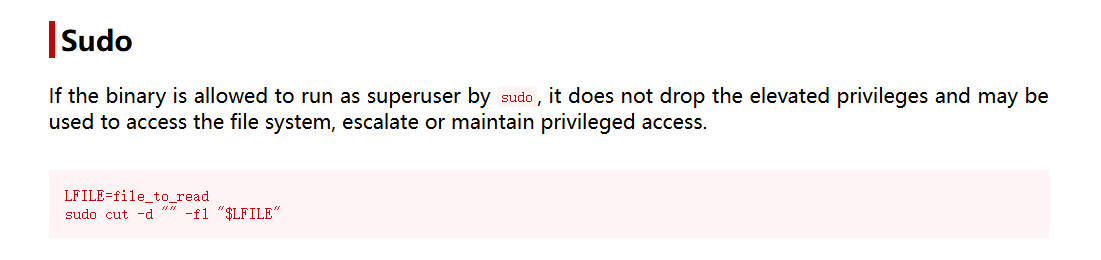 Sudo
If the binary is allowed to run as superuser by sudo, it does not drop the elevated privileges and may be
used to access the file system, escalate or maintain privileged access.
LFILE=file_to_read
sudo cut -d "" -f1 "$LFILE"